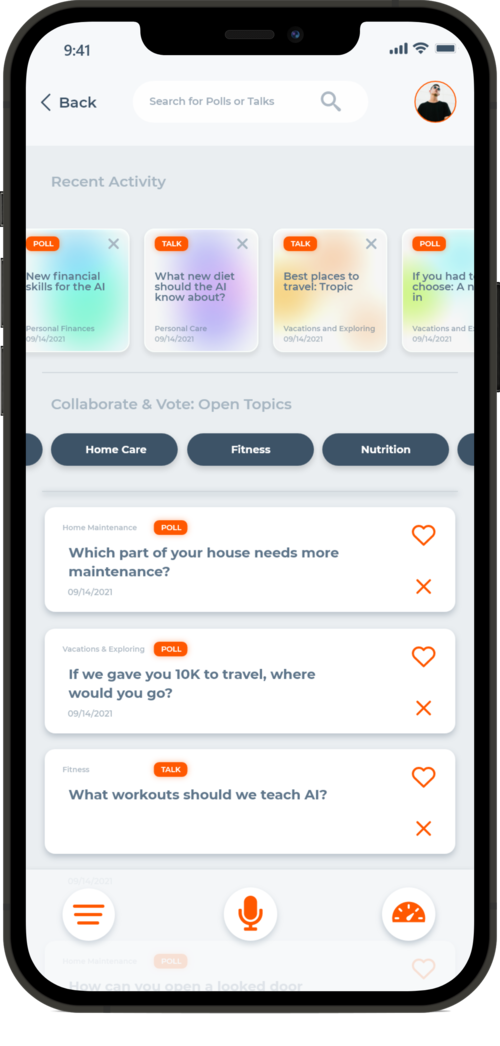 9:41
Back
Search for Polls or Talks
Recent Activity
POLL
New financial
skills for the AI
Personal Finances
09/14/2021
TALK
What new diet
should the AI
know about?
Personal Care
09/14/2021
TALK
Best places to
travel: Tropic
Vacations and Exploring
09/14/2021
POLL
If you had t
choose: A n
in
Vacations and E
09/14/2021
Collaborate & Vote: Open Topics
Home Care
Fitness
Nutrition
Home Maintenance POLL
Which part of your house needs more
maintenance?
09/14/2021
Vacations & Exploring POLL
If we gave you 10K to travel, where
would you go?
09/14/2021
Fitness TALK
What workouts should we teach AI?
09/14/2021
Home Maintenance POLL
How can you open a looked door